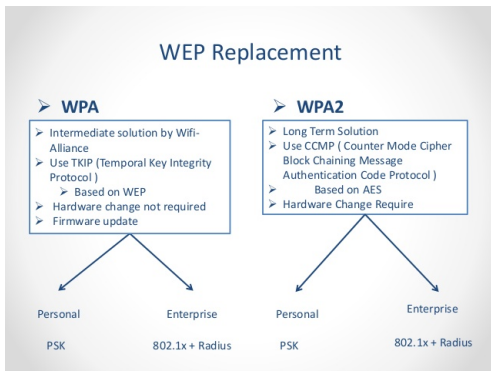 WEP Replacement
➢ WPA
➢ Intermediate solution by Wifi-
Alliance
➢ Use TKIP (Temporal Key Integrity
Protocol )
➢ Based on WEP
➢ Hardware change not required
➢ Firmware update
Personal
Enterprise
PSK
802.1x + Radius
➢ WPA2
➢ Long Term Solution
➢ Use CCMP ( Counter Mode Cipher
Block Chaining Message
Authentication Code Protocol )
➢ Based on AES
➢ Hardware Change Require
Personal
Enterprise
PSK
802.1x + Radius